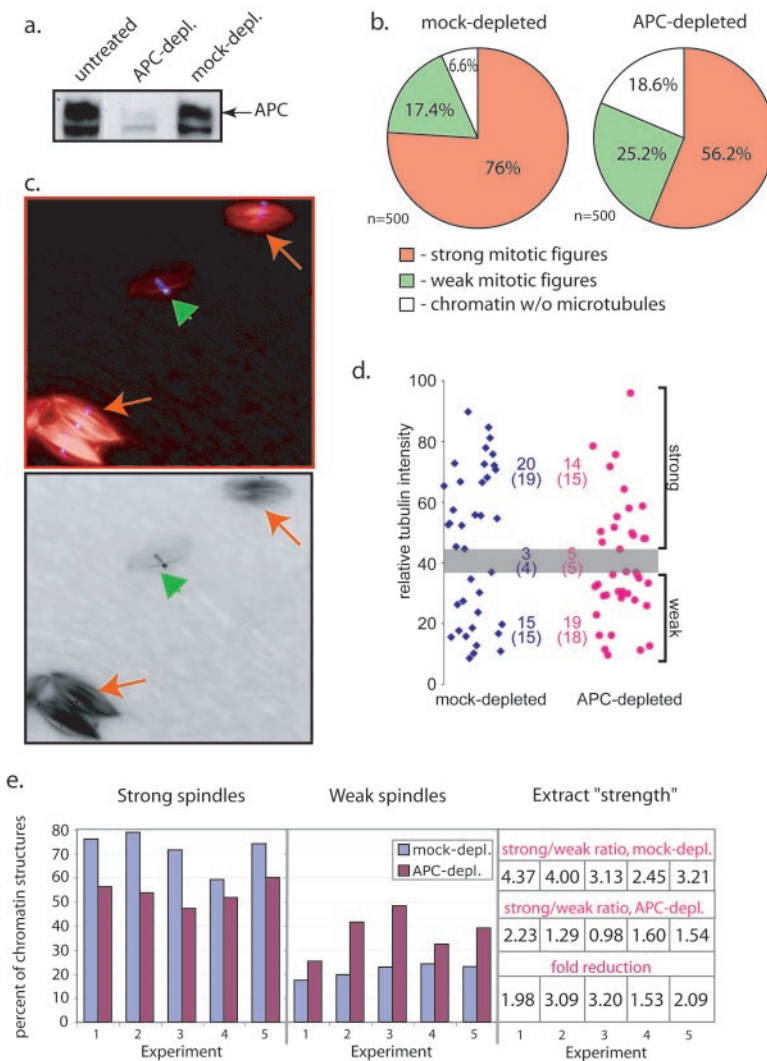 a.
untreated
APC-depl.
mock-depl.
APC
b.
mock-depleted
APC-depleted
6.6%
17.4%
76%
n=500
18.6%
25.2%
56.2%
n=500
- strong mitotic figures
- weak mitotic figures
- chromatin w/o microtubules
c.
d.
relative tubulin intensity
100
80
60
40
20
0
20
(19)
14
(15)
3
(4)
5
(5)
15
(15)
19
(18)
strong
weak
mock-depleted
APC-depleted
e.
Strong spindles
Weak spindles
Extract "strength"
percent of chromatin structures
80
70
60
50
40
30
20
10
0
mock-depl.
APC-depl.
strong/weak ratio, mock-depl.
4.37 4.00 3.13 2.45 3.21
strong/weak ratio, APC-depl.
2.23 1.29 0.98 1.60 1.54
fold reduction
1.98 3.09 3.20 1.53 2.09
1 2 3 4 5
Experiment
1 2 3 4 5
Experiment
1 2 3 4 5
Experiment